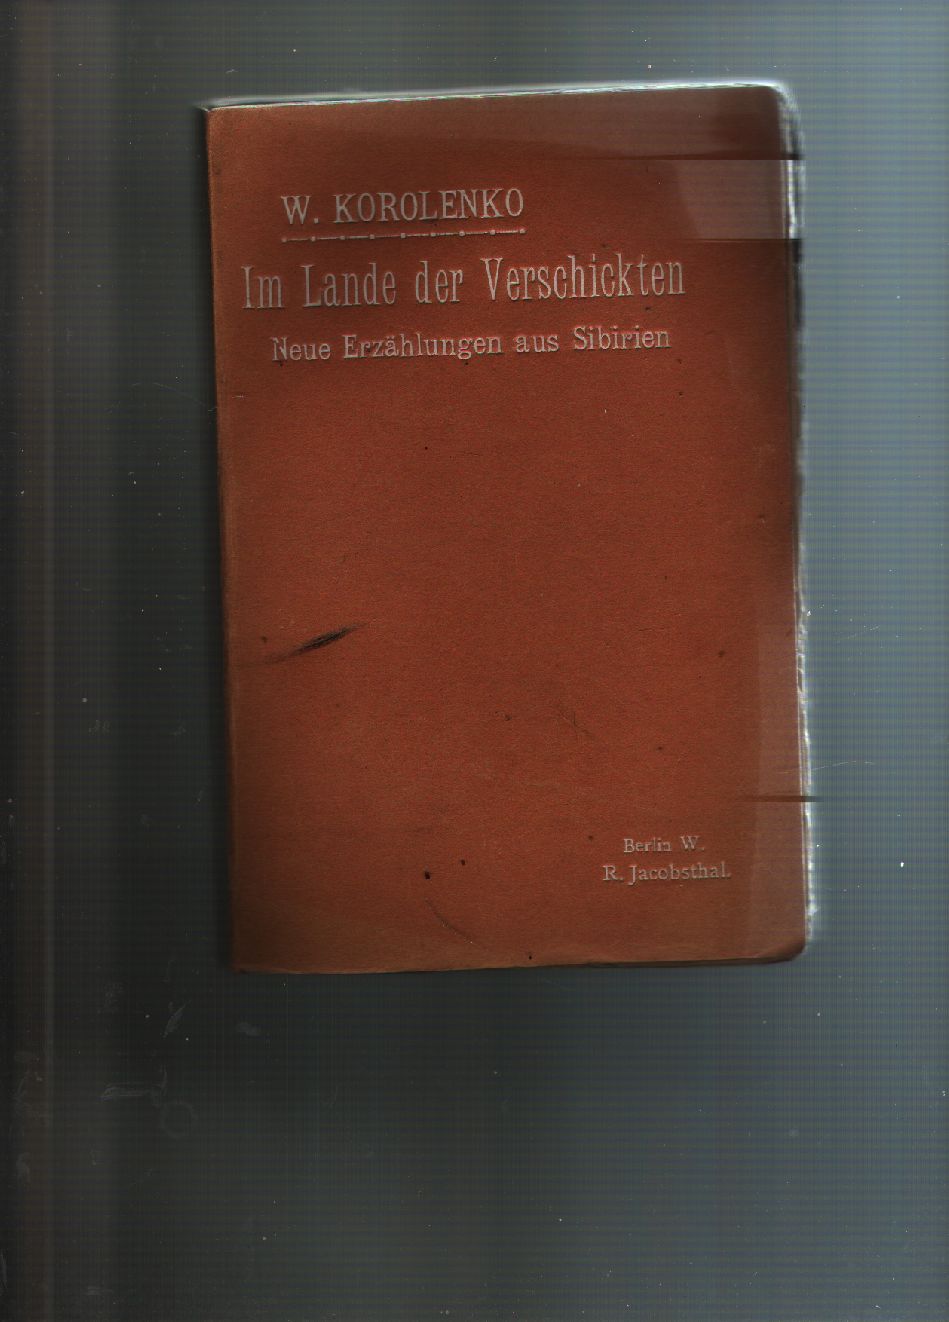 W. KOROLENKO
Im Lande der Verschickten
Neue Erzählungen aus Sibirien
Berlin W.
R. Jacobsthal.